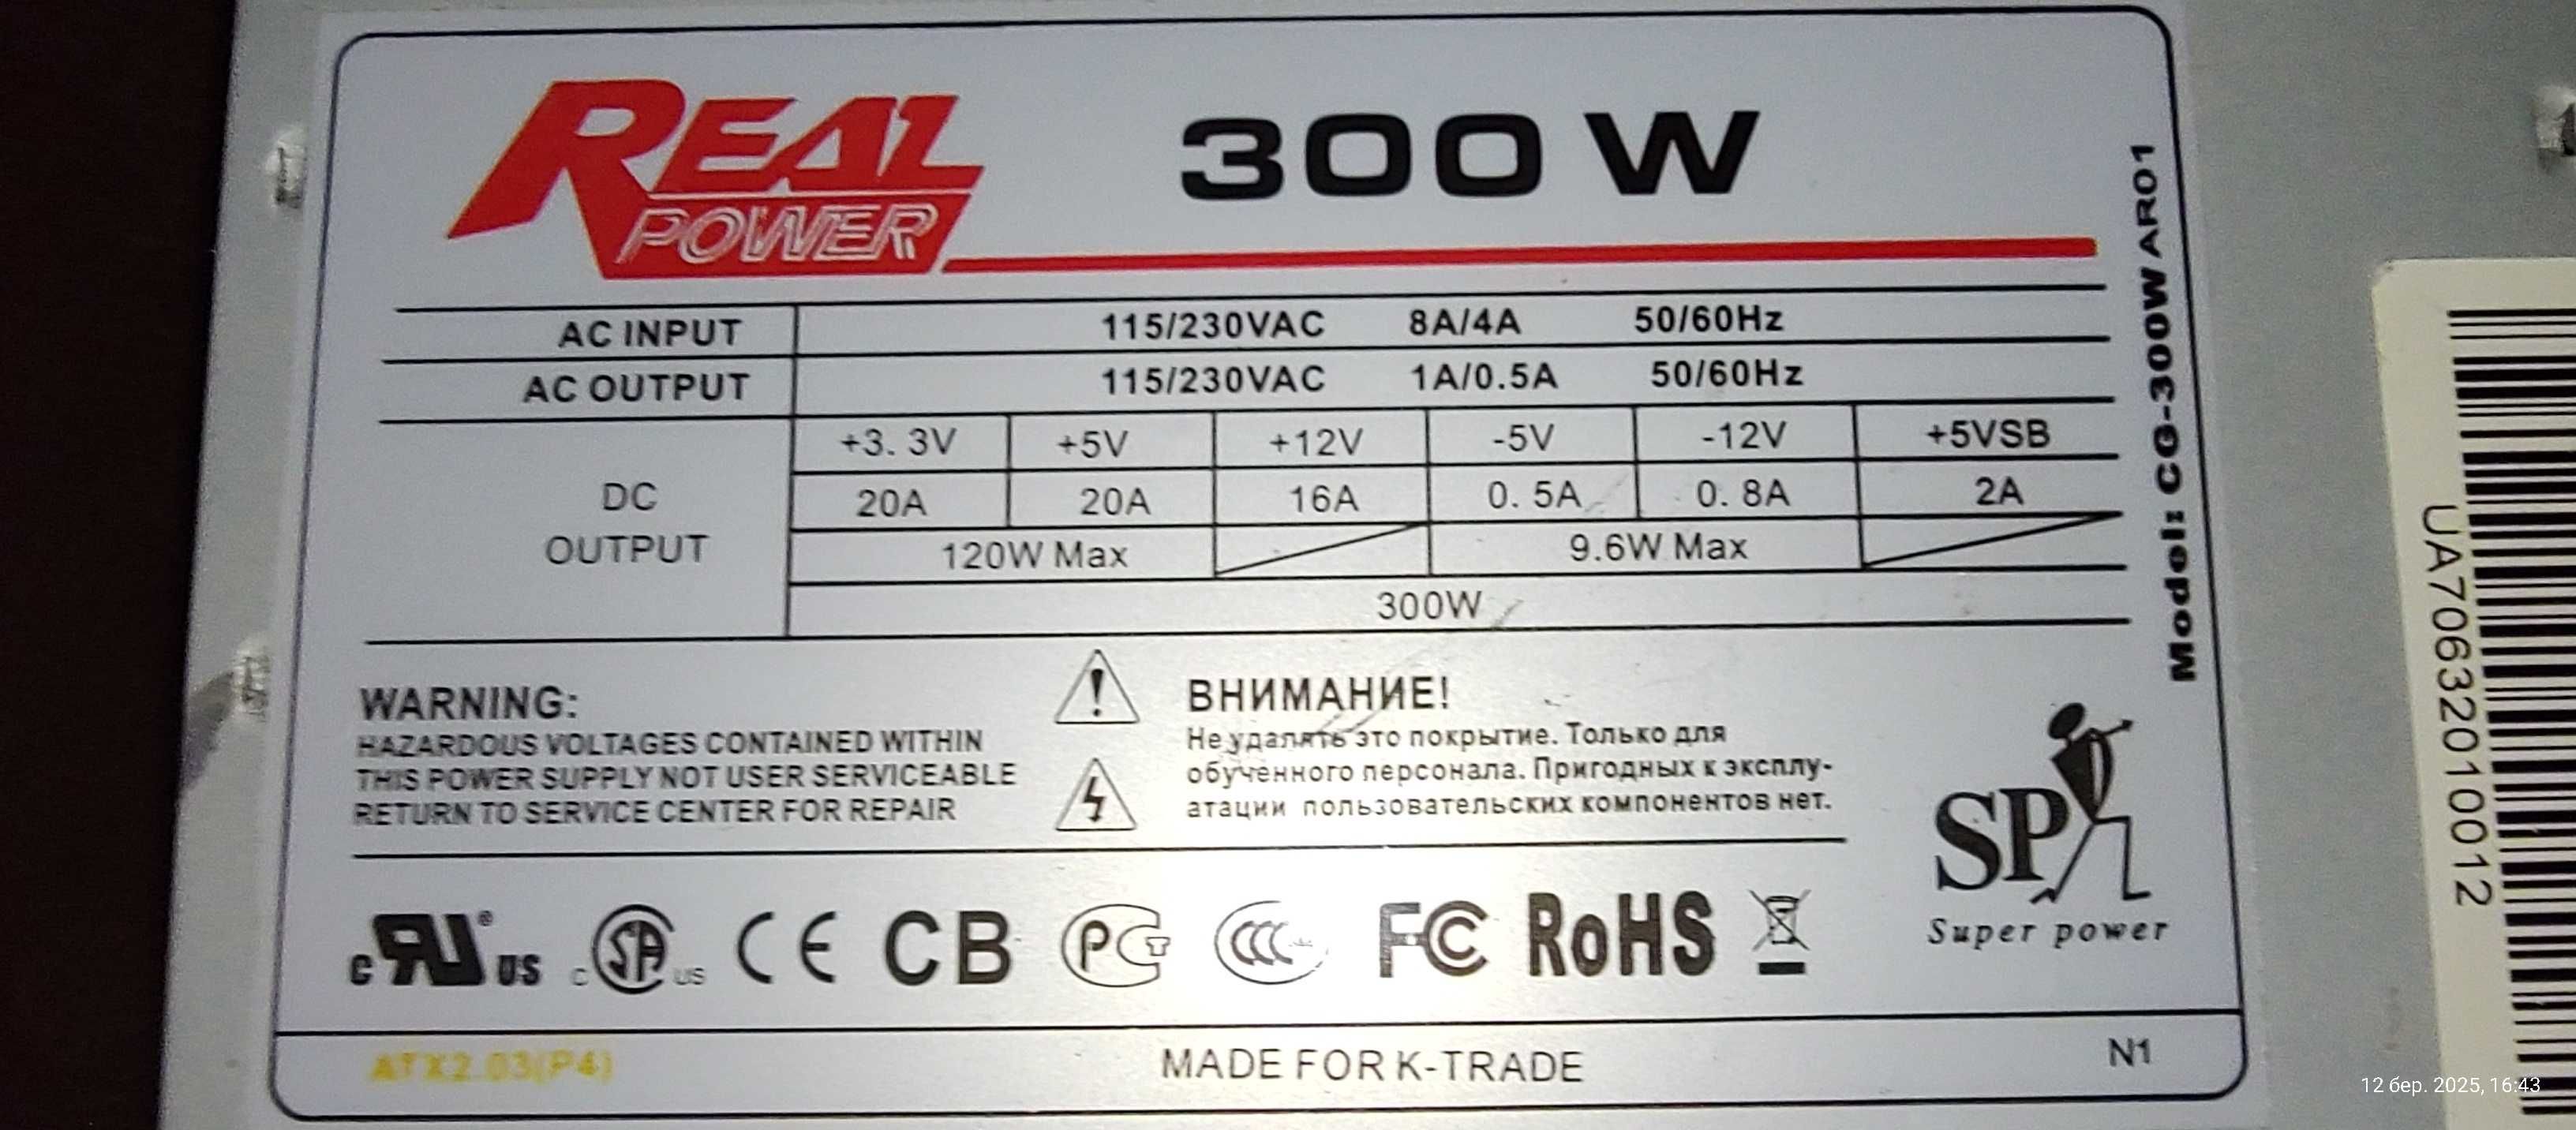 REAL
POWER
300 W
AC INPUT 115/230VAC 8A/4A 50/60Hz
AC OUTPUT 115/230VAC 1A/0.5A 50/60Hz
DC OUTPUT
+3.3V +5V +12V -5V -12V +5VSB
20A 20A 16A 0.5A 0.8A 2A
120W Max 9.6W Max
300W
Model: CG-300W AR01
WARNING:
HAZARDOUS VOLTAGES CONTAINED WITHIN
THIS POWER SUPPLY NOT USER SERVICEABLE
RETURN TO SERVICE CENTER FOR REPAIR
ВНИМАНИЕ!
Не удалять это покрытие. Только для
обученного персонала. Пригодных к эксплу-
атации пользовательских компонентов нет.
SP
Super power
c RU® US c SA US CE CB PCT CCC FC RoHS
ATX2.03(P4) MADE FOR K-TRADE N1
UA70632010012
12 бер. 2025, 16:43